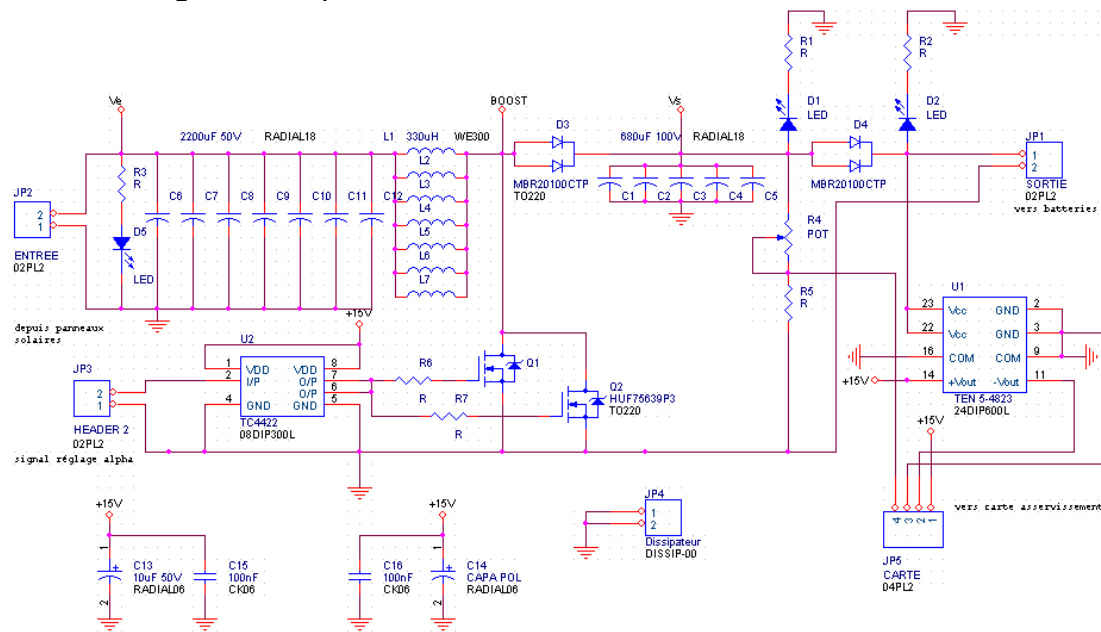 R1
R
R2
R
Ve
BOOST
Vs
D1
LED
D2
LED
2200uF 50V
RADIAL18
L1
330uH
WE300
D3
680uF 100V
RADIAL18
D4
JP1
1
2
SORTIE
02PL2
vers batteries
L2
L3
L4
L5
L6
L7
MBR20100CTP
TO220
MBR20100CTP
R3
R
JP2
2
1
ENTREE
02PL2
C6
C7
C8
C9
C10
C11
C12
C1
C2
C3
C4
C5
D5
LED
R4
POT
R5
R
depuis panneaux
solaires
+15V
U2
1
2
4
VDD
I/P
GND
VDD
O/P
O/P
GND
8
7
6
5
TC4422
08DIP300L
R6
R
R7
R
Q1
Q2
HUF75639P3
TO220
JP3
2
1
HEADER 2
02PL2
signal réglage alpha
U1
23
22
16
14
Vcc
Vcc
COM
+Vout
GND
GND
COM
-Vout
2
3
9
11
+15V
TEN 5-4823
24DIP600L
+15V
vers carte asservissement
4
3
2
1
JP5
CARTE
04PL2
+15V
1
2
C13
10uF 50V
RADIAL06
C15
100nF
CK06
+15V
C16
100nF
CK06
1
2
C14
CAPA POL
RADIAL06
JP4
1
2
Dissipateur
DISSIP-00